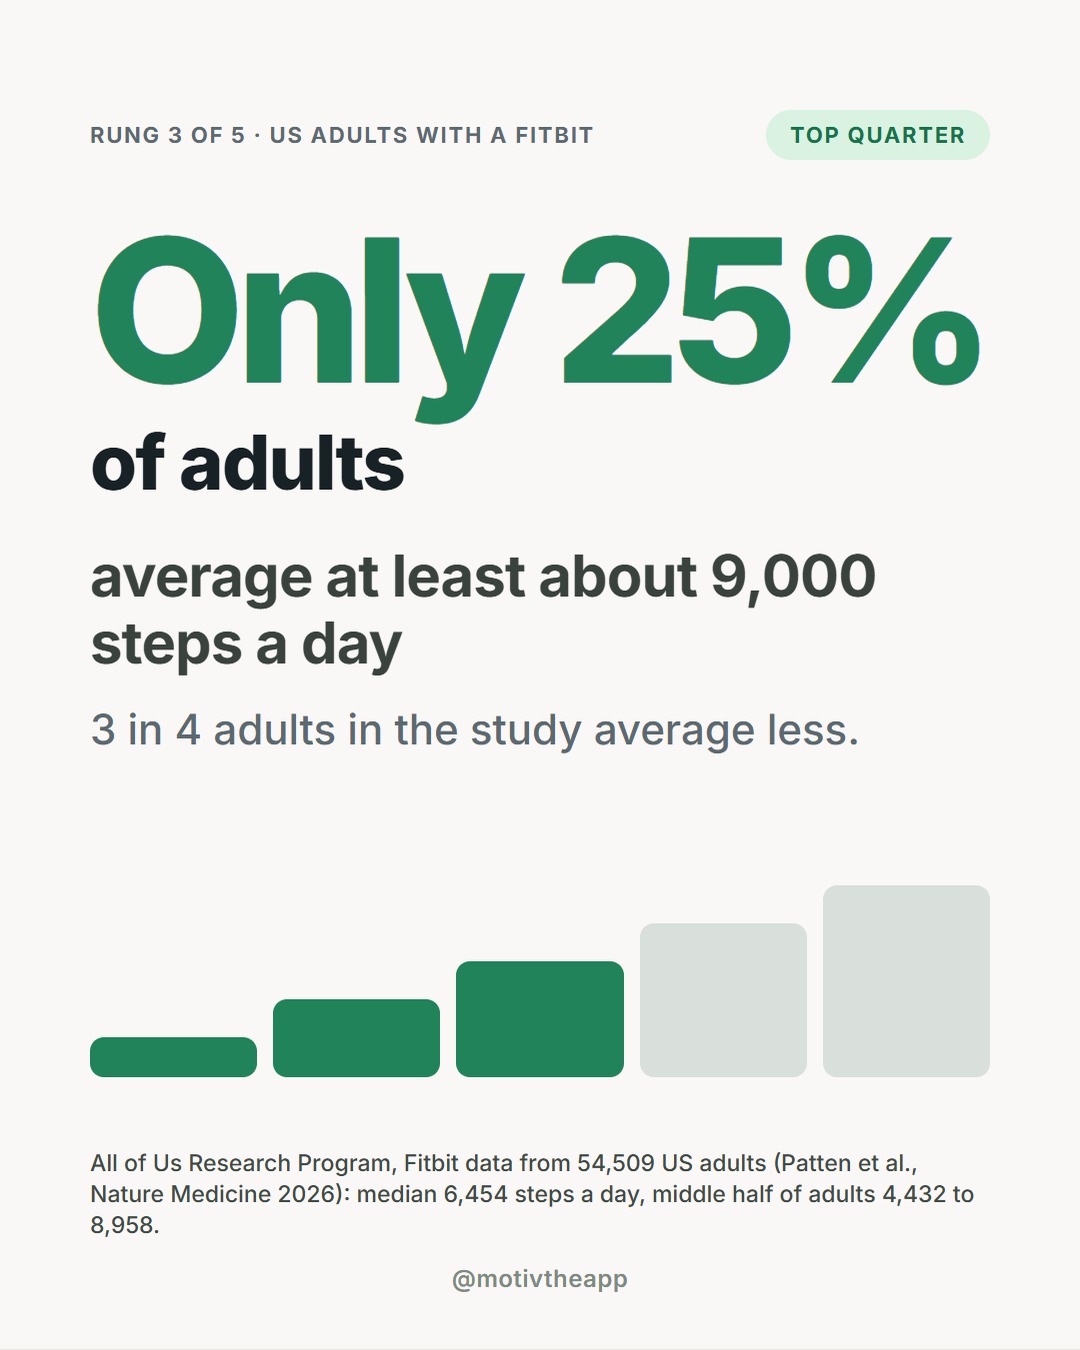 RUNG 3 OF 5 · US ADULTS WITH A FITBIT
TOP QUARTER
Only 25%
of adults
average at least about 9,000
steps a day
3 in 4 adults in the study average less.
All of Us Research Program, Fitbit data from 54,509 US adults (Patten et al.,
Nature Medicine 2026): median 6,454 steps a day, middle half of adults 4,432 to
8,958.
@motivtheapp